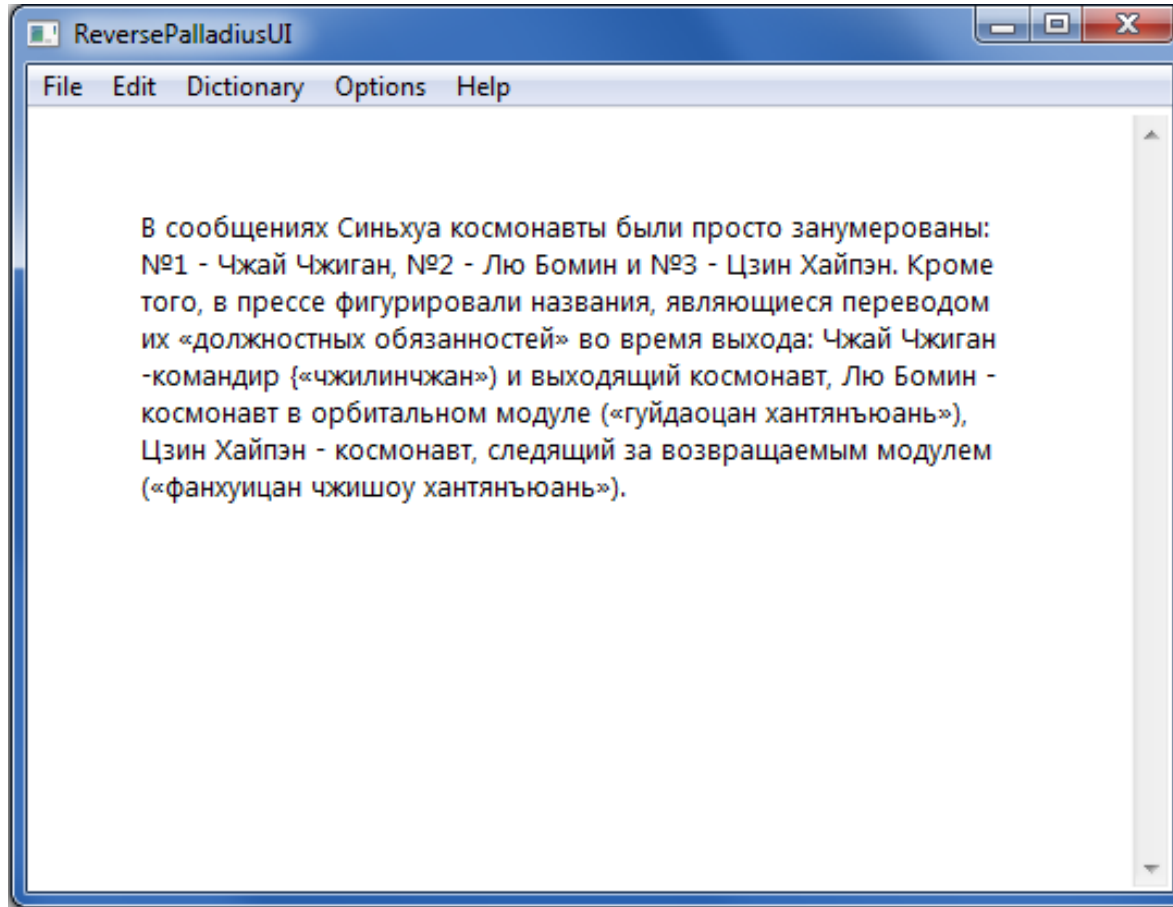 ReversePalladiusUI
File Edit Dictionary Options Help
В сообщениях Синьхуа космонавты были просто занумерованы:
№1 - Чжай Чжиган, №2 - Лю Бомин и №3 - Цзин Хайпэн. Кроме
того, в прессе фигурировали названия, являющиеся переводом
их «должностных обязанностей» во время выхода: Чжай Чжиган
-командир {«чжилинчжан») и выходящий космонавт, Лю Бомин -
космонавт в орбитальном модуле («гуйдаоцан хантянъюань»),
Цзин Хайпэн - космонавт, следящий за возвращаемым модулем
(«фанхуицан чжишоу хантянъюань»).